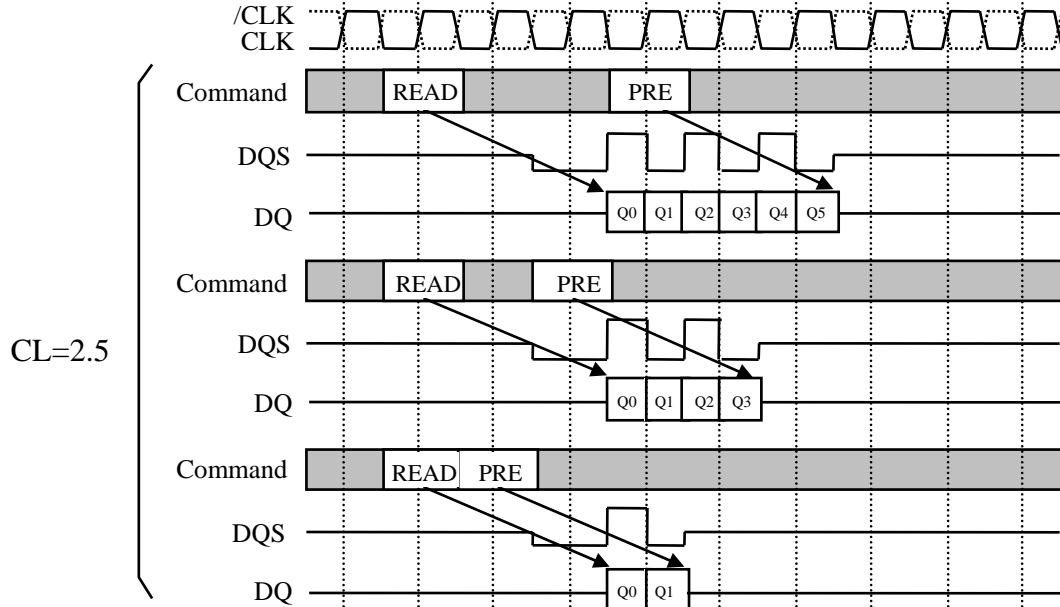 /CLK
CLK
Command READ PRE
DQS
DQ Q0 Q1 Q2 Q3 Q4 Q5
Command READ PRE
CL=2.5
DQS
DQ Q0 Q1 Q2 Q3
Command READ PRE
DQS
DQ Q0 Q1